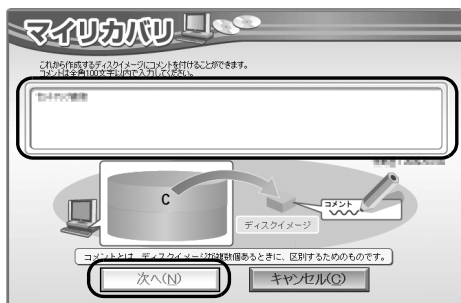 マイリカバリ
これから作成するディスクイメージにコメントを付けることができます。
コメントは全角100文字以内で入力してください。
C
コメント
ディスクイメージ
コメントとは、ディスクイメージが複数個あるときに、区別するためのものです。
次へ(N)
キャンセル(C)